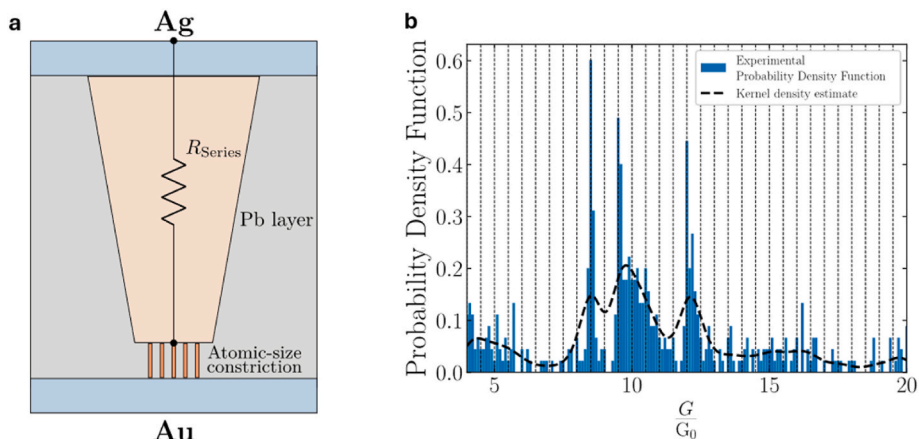 a
Ag
R_Series
Pb layer
Atomic-size
constriction
Au
b
Probability Density Function
0.6
0.5
0.4
0.3
0.2
0.1
0.0
5
10
15
20
G
G_0
Experimental
Probability Density Function
Kernel density estimate